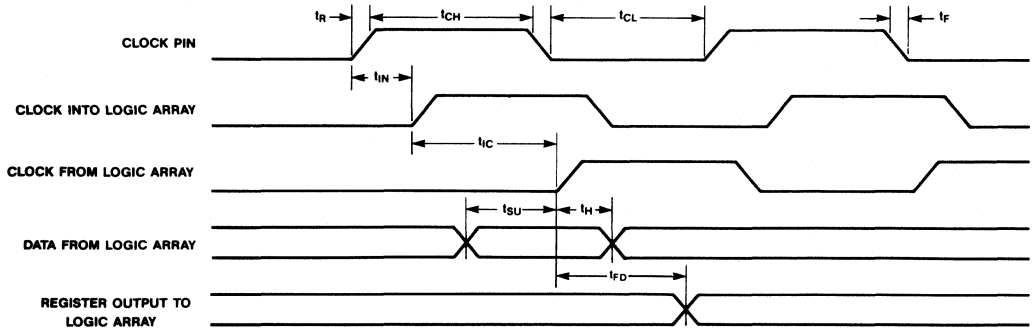 tR tCH tCL tF
CLOCK PIN
tIN
CLOCK INTO LOGIC ARRAY
tIC
CLOCK FROM LOGIC ARRAY
tSU tH
DATA FROM LOGIC ARRAY
tFD
REGISTER OUTPUT TO
LOGIC ARRAY